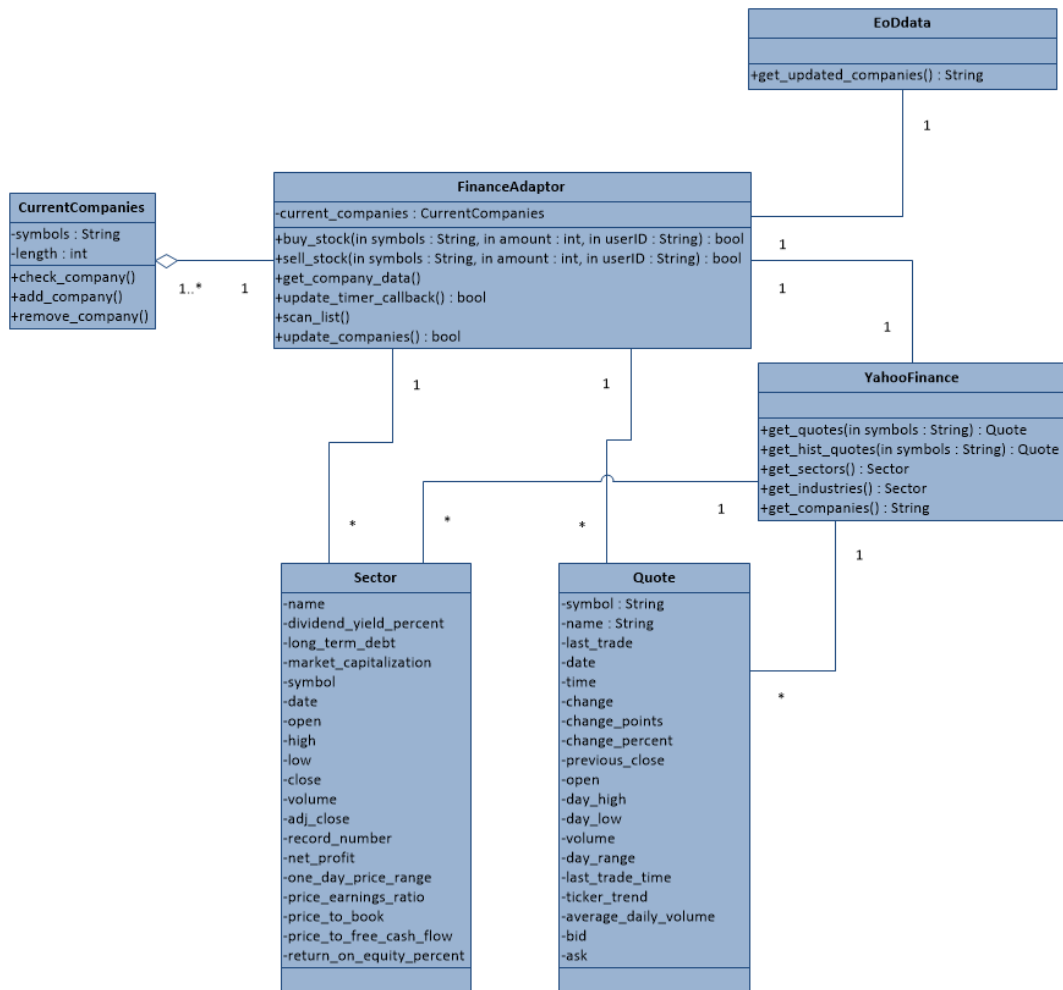 EoDdata
+get_updated_companies() : String
1
FinanceAdaptor
-current_companies : CurrentCompanies
+buy_stock(in symbols : String, in amount : int, in userID : String) : bool
+sell_stock(in symbols : String, in amount : int, in userID : String) : bool
+get_company_data()
+update_timer_callback() : bool
+scan_list()
+update_companies() : bool
CurrentCompanies
-symbols : String
-length : int
+check_company()
+add_company()
+remove_company()
1..*
1
1
1
1
1
1
YahooFinance
+get_quotes(in symbols : String) : Quote
+get_hist_quotes(in symbols : String) : Quote
+get_sectors() : Sector
+get_industries() : Sector
+get_companies() : String
1
1
*
*
*
*
Sector
-name
-dividend_yield_percent
-long_term_debt
-market_capitalization
-symbol
-date
-open
-high
-low
-close
-volume
-adj_close
-record_number
-net_profit
-one_day_price_range
-price_earnings_ratio
-price_to_book
-price_to_free_cash_flow
-return_on_equity_percent
Quote
-symbol : String
-name : String
-last_trade
-date
-time
-change
-change_points
-change_percent
-previous_close
-open
-day_high
-day_low
-volume
-day_range
-last_trade_time
-ticker_trend
-average_daily_volume
-bid
-ask